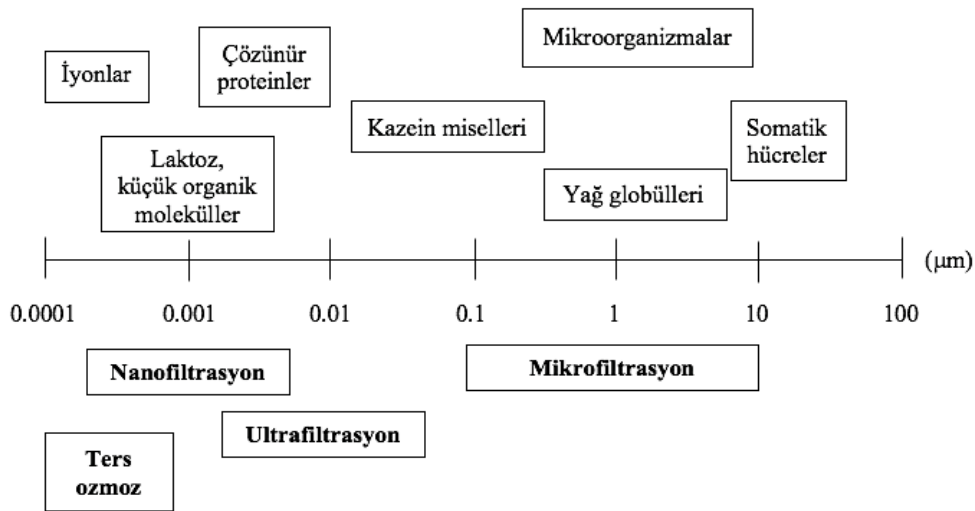 İyonlar
Çözünür
proteinler
Mikroorganizmalar
Kazein miselleri
Somatik
hücreler
Laktoz,
küçük organik
moleküller
Yağ globülleri
(µm)
0.0001 0.001 0.01 0.1 1 10 100
Nanofiltrasyon
Mikrofiltrasyon
Ultrafiltrasyon
Ters
ozmoz